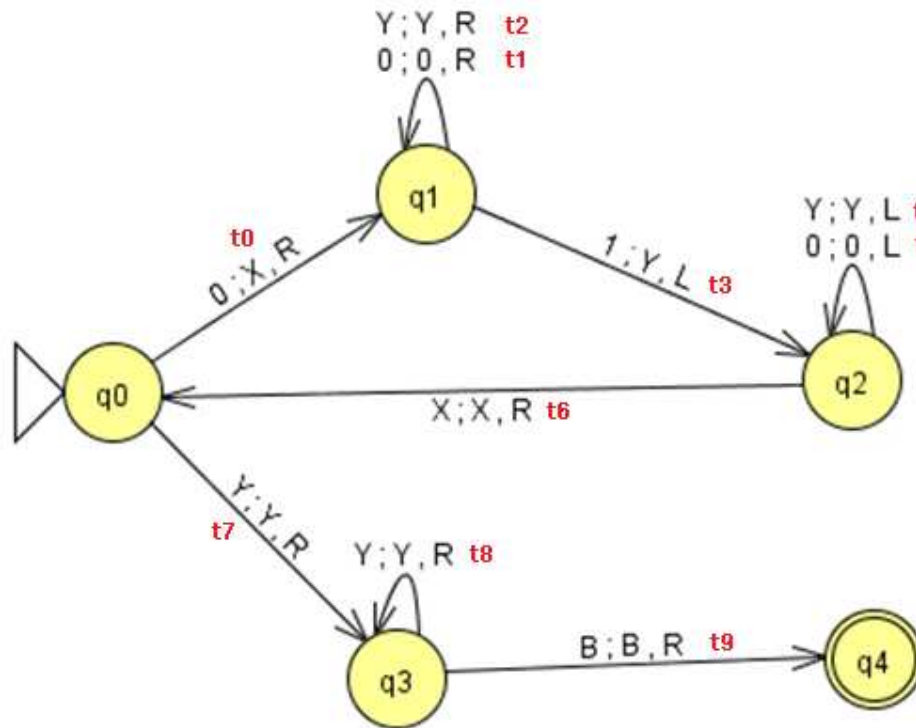 Y ; Y , R t2
0 ; 0 , R t1
q1
Y ; Y , L
0 ; 0 , L
t0
0 ; X , R
1 ; Y , L t3
q0
q2
X ; X , R t6
Y ; Y , R
t7
Y ; Y , R t8
B ; B , R t9
q3
q4